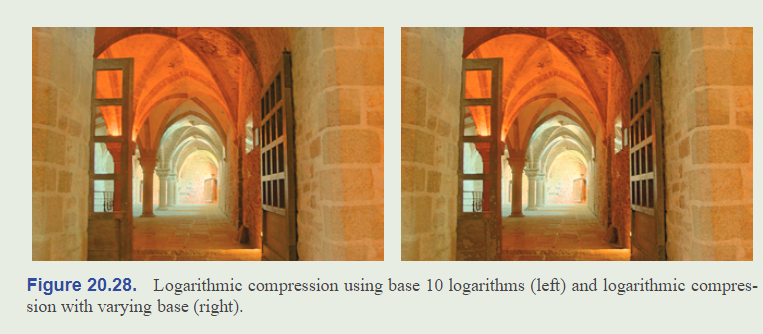 Figure 20.28. Logarithmic compression using base 10 logarithms (left) and logarithmic compres-
sion with varying base (right).